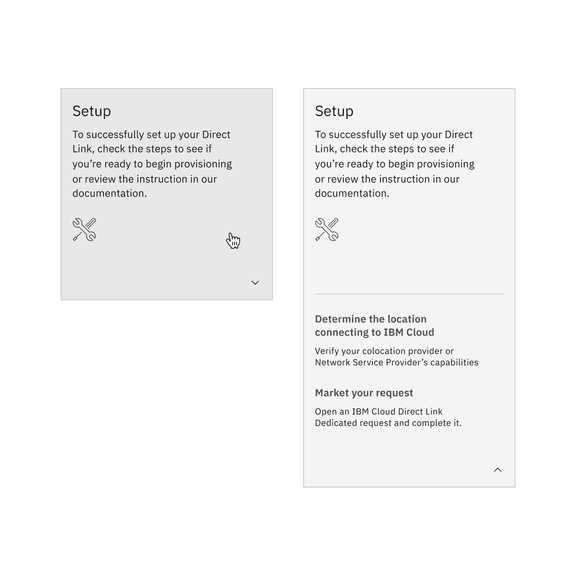 Setup
To successfully set up your Direct
Link, check the steps to see if
you’re ready to begin provisioning
or review the instruction in our
documentation.
Setup
To successfully set up your Direct
Link, check the steps to see if
you’re ready to begin provisioning
or review the instruction in our
documentation.
Determine the location
connecting to IBM Cloud
Verify your colocation provider or
Network Service Provider’s capabilities
Market your request
Open an IBM Cloud Direct Link
Dedicated request and complete it.